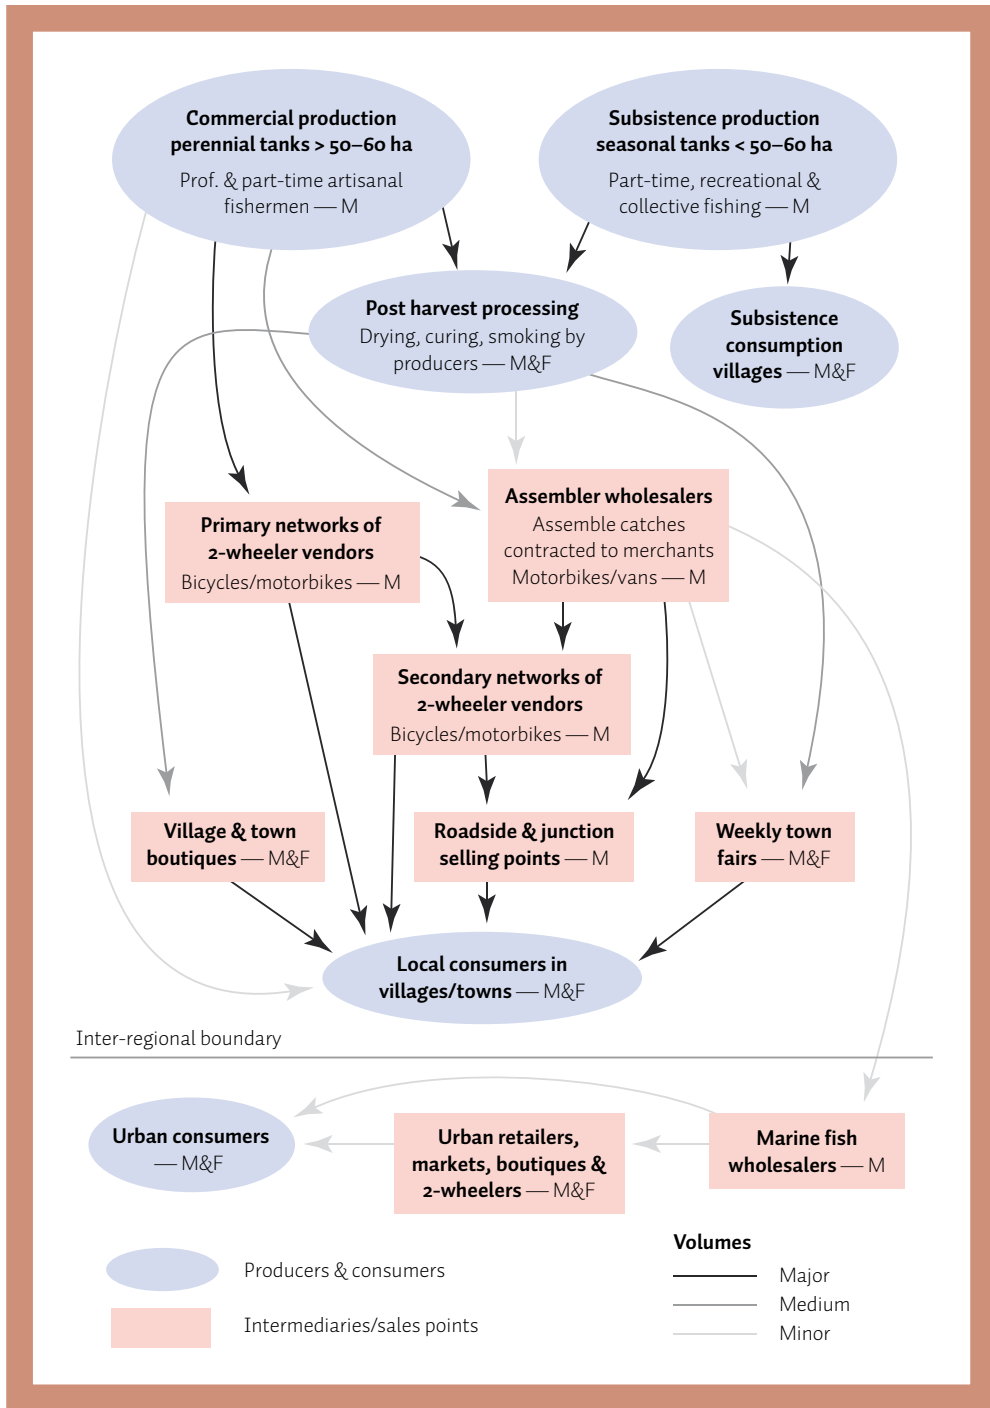 Commercial production
perennial tanks > 50–60 ha
Prof. & part-time artisanal
fishermen — M
Subsistence production
seasonal tanks < 50–60 ha
Part-time, recreational &
collective fishing — M
Post harvest processing
Drying, curing, smoking by
producers — M&F
Subsistence
consumption
villages — M&F
Assembler wholesalers
Assemble catches
contracted to merchants
Motorbikes/vans — M
Primary networks of
2-wheeler vendors
Bicycles/motorbikes — M
Secondary networks of
2-wheeler vendors
Bicycles/motorbikes — M
Village & town
boutiques — M&F
Roadside & junction
selling points — M
Weekly town
fairs — M&F
Local consumers in
villages/towns — M&F
Inter-regional boundary
Urban consumers
— M&F
Urban retailers,
markets, boutiques &
2-wheelers — M&F
Marine fish
wholesalers — M
Producers & consumers
Intermediaries/sales points
Volumes
Major
Medium
Minor